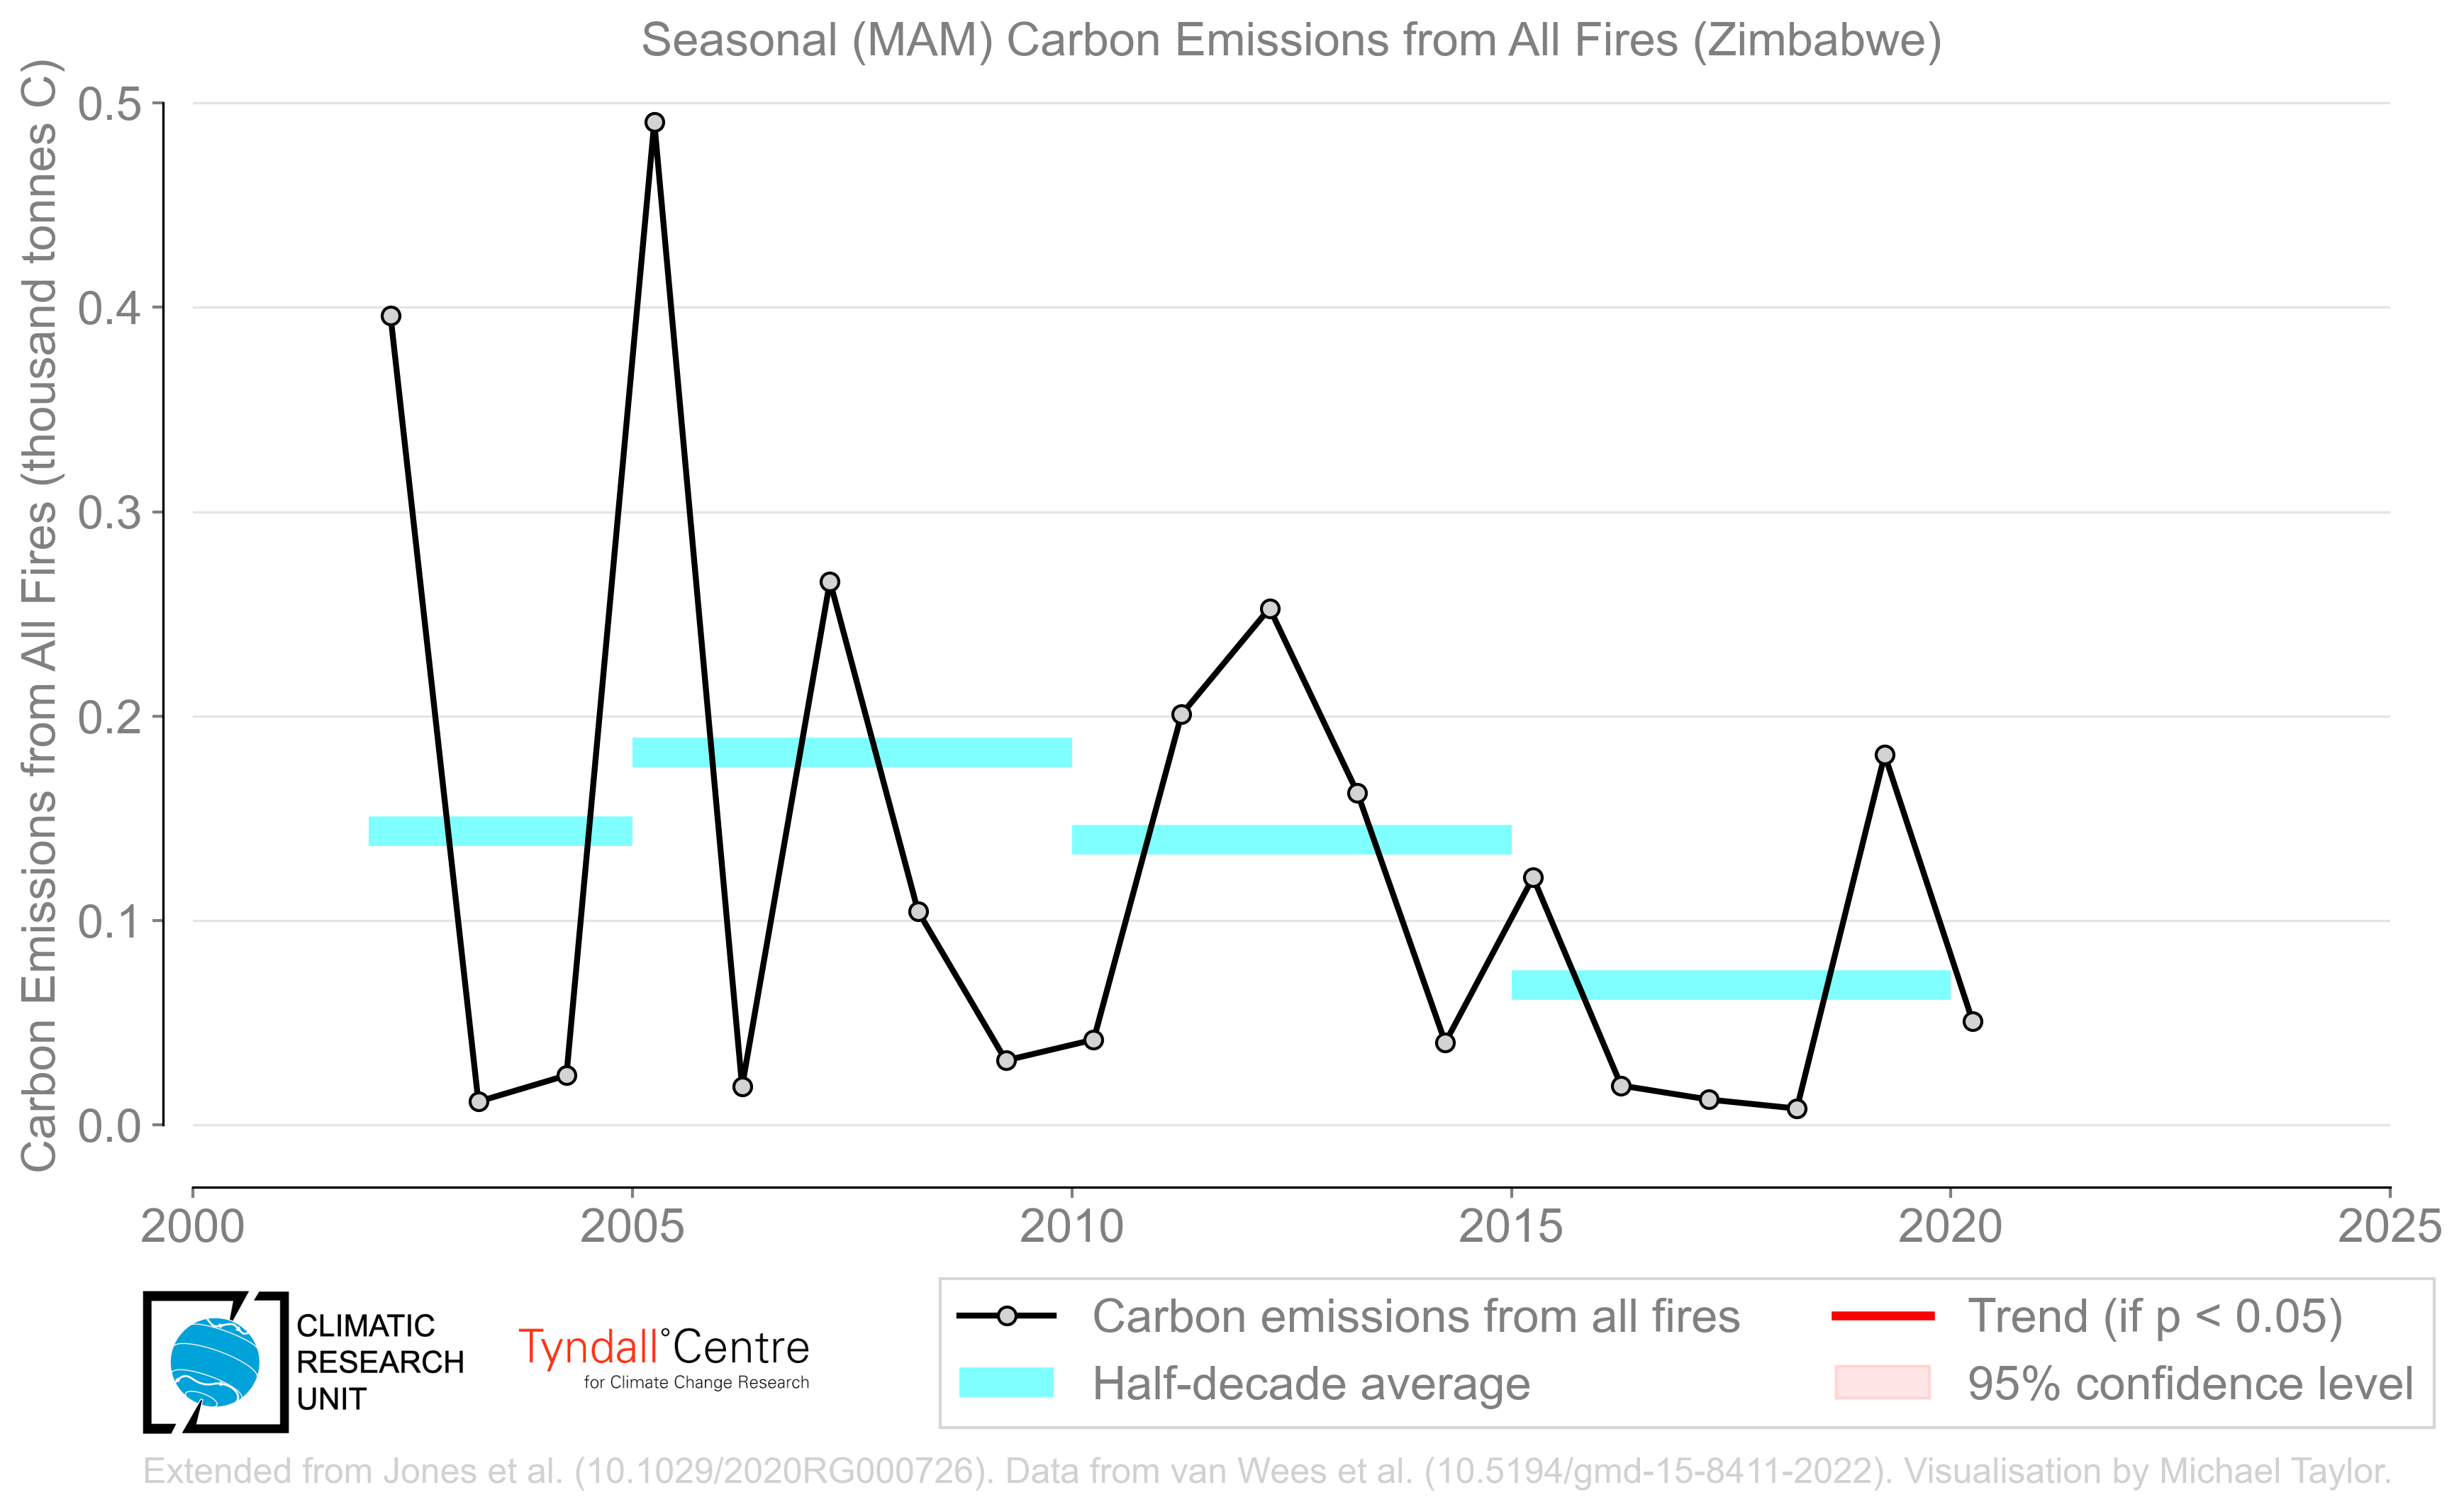 Seasonal (MAM) Carbon Emissions from All Fires (Zimbabwe)
Carbon Emissions from All Fires (thousand tonnes C)
0.5
0.4
0.3
0.2
0.1
0.0
2000 2005 2010 2015 2020 2025
CLIMATIC
RESEARCH
UNIT
Tyndall°Centre
for Climate Change Research
Carbon emissions from all fires
Half-decade average
Trend (if p < 0.05)
95% confidence level
Extended from Jones et al. (10.1029/2020RG000726). Data from van Wees et al. (10.5194/gmd-15-8411-2022). Visualisation by Michael Taylor.